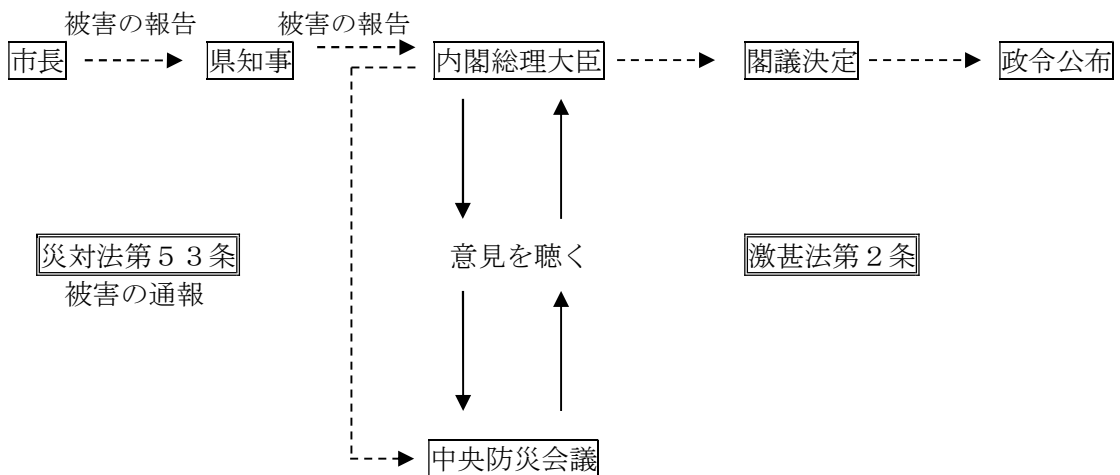 被害の報告
被害の報告
市長
県知事
内閣総理大臣
閣議決定
政令公布
災対法第５３条
被害の通報
意見を聴く
激甚法第２条
中央防災会議